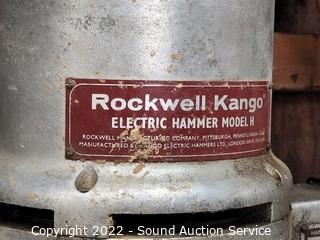 Rockwell Kango
ELECTRIC HAMMER MODEL H
ROCKWELL MANUFACTURING COMPANY, PITTSBURGH, PENNSYLVANIA
MANUFACTURED BY KANGO ELECTRIC HAMMERS LTD, LONDON
Copyright 2022 - Sound Auction Service